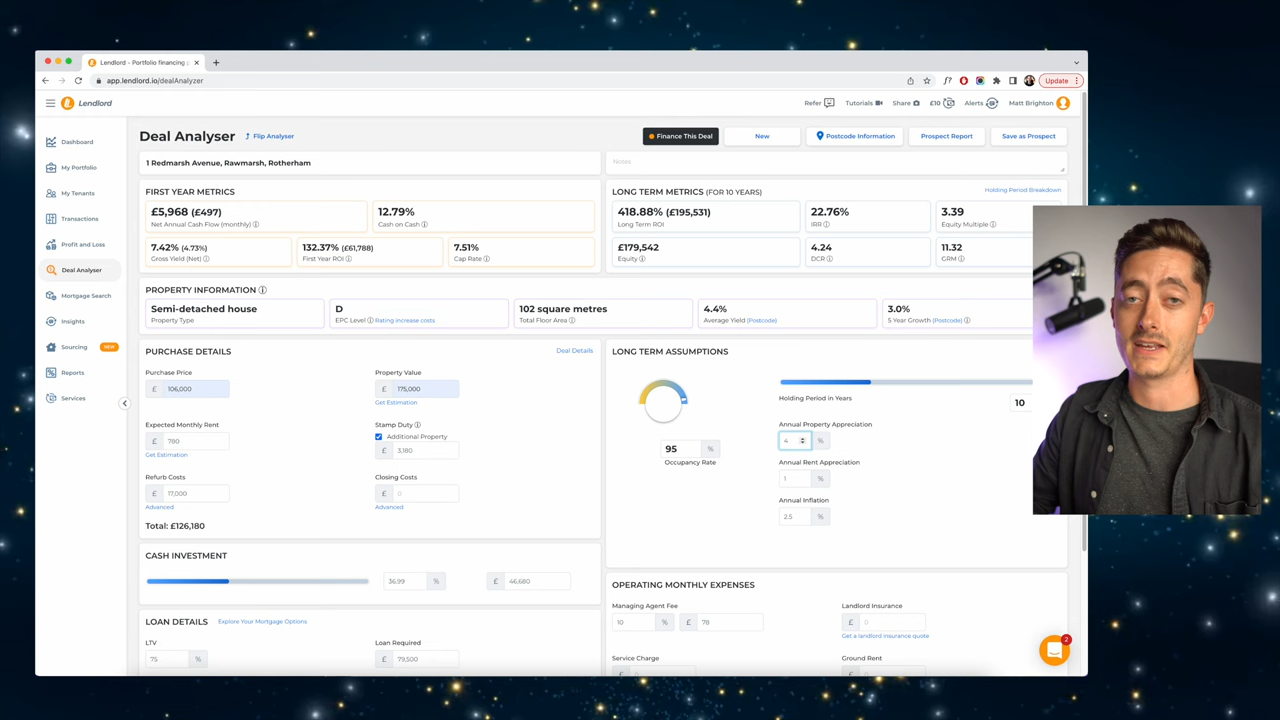 Lendlord - Portfolio financing
app.lendlord.io/dealAnalyzer
Update
Lendlord
Refer
Tutorials
Share
£10
Alerts
Matt Brighton
Dashboard
My Portfolio
My Tenants
Transactions
Profit and Loss
Deal Analyser
Mortgage Search
Insights
Sourcing NEW
Reports
Services
Deal Analyser
Flip Analyser
Finance This Deal
New
Postcode Information
Prospect Report
Save as Prospect
1 Redmarsh Avenue, Rawmarsh, Rotherham
Notes
FIRST YEAR METRICS
£5,968 (£497)
Net Annual Cash Flow (monthly)
12.79%
Cash on Cash
7.42% (4.73%)
Gross Yield (Net)
132.37% (£61,788)
First Year ROI
7.51%
Cap Rate
LONG TERM METRICS (FOR 10 YEARS)
Holding Period Breakdown
418.88% (£195,531)
Long Term ROI
22.76%
IRR
3.39
Equity Multiple
£179,542
Equity
4.24
DCR
11.32
GRM
PROPERTY INFORMATION
Semi-detached house
Property Type
D
EPC Level Rating increase costs
102 square metres
Total Floor Area
4.4%
Average Yield (Postcode)
3.0%
5 Year Growth (Postcode)
PURCHASE DETAILS
Deal Details
Purchase Price
£ 106,000
Property Value
£ 175,000
Get Estimation
Expected Monthly Rent
£ 780
Get Estimation
Stamp Duty
Additional Property
£ 3,180
Refurb Costs
£ 17,000
Advanced
Closing Costs
£ 0
Advanced
Total: £126,180
LONG TERM ASSUMPTIONS
95 %
Occupancy Rate
Holding Period in Years
10
Annual Property Appreciation
4 %
Annual Rent Appreciation
1 %
Annual Inflation
2.5 %
CASH INVESTMENT
36.99 %
£ 46,680
LOAN DETAILS
Explore Your Mortgage Options
LTV
75 %
Loan Required
£ 79,500
OPERATING MONTHLY EXPENSES
Managing Agent Fee
10 % £ 78
Landlord Insurance
£ 0
Get a landlord insurance quote
Service Charge
Ground Rent
2